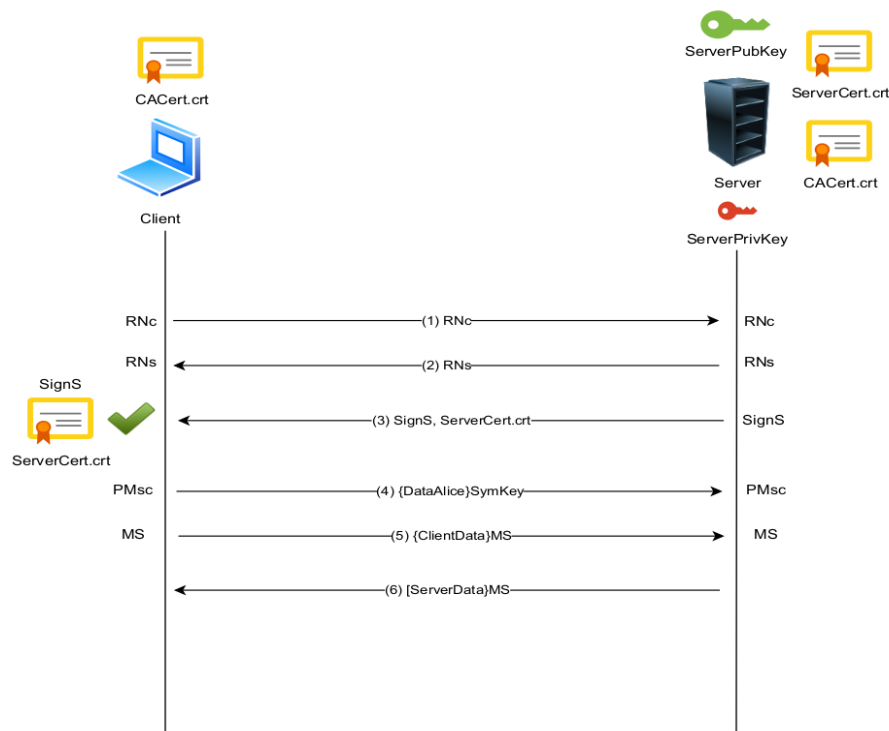 ServerPubKey
CACert.crt
ServerCert.crt
Server
CACert.crt
Client
ServerPrivKey
RNc
(1) RNc
RNc
RNs
(2) RNs
RNs
SignS
(3) SignS, ServerCert.crt
SignS
ServerCert.crt
PMsc
(4) {DataAlice}SymKey
PMsc
MS
(5) {ClientData}MS
MS
(6) [ServerData}MS